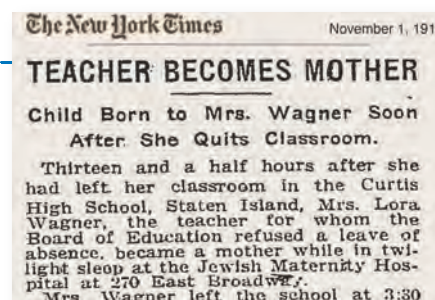 The New York Times
November 1, 191
TEACHER BECOMES MOTHER
Child Born to Mrs. Wagner Soon
After She Quits Classroom.
Thirteen and a half hours after she
had left her classroom in the Curtis
High School, Staten Island, Mrs. Lora
Wagner, the teacher for whom the
Board of Education refused a leave of
absence, became a mother while in twi-
light sleep at the Jewish Maternity Hos-
pital at 270 East Broadway.
Mrs. Wagner left the school at 3:30